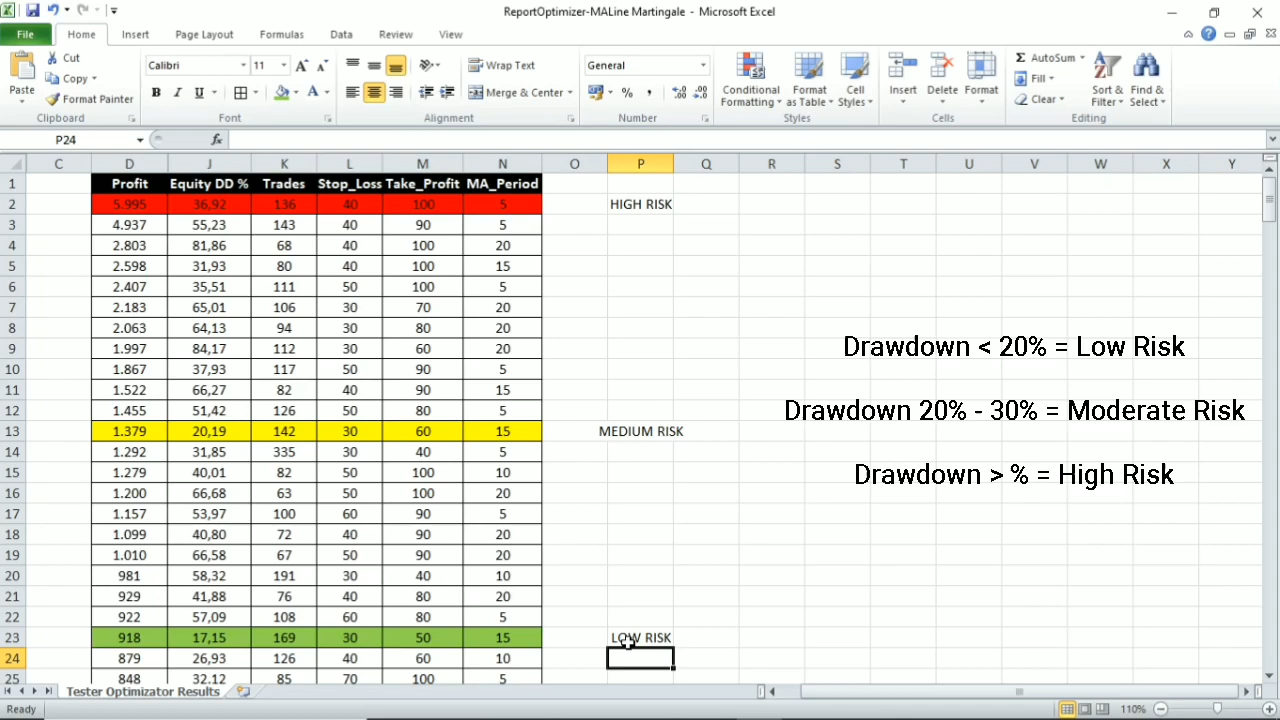 ReportOptimizer-MALine Martingale - Microsoft Excel
File Home Insert Page Layout Formulas Data Review View
Paste Cut Copy Format Painter Clipboard
Calibri 11 B I U A Font
Wrap Text Merge & Center Alignment
General % , Number
Conditional Formatting Format as Table Cell Styles Styles
Insert Delete Format Cells
Σ AutoSum Fill Clear Sort & Filter Find & Select Editing
P24 fx
C D J K L M N O P Q R S T U V W X Y
1 Profit Equity DD % Trades Stop_Loss Take_Profit MA_Period
2 5.995 36,92 136 40 100 5 HIGH RISK
3 4.937 55,23 143 40 90 5
4 2.803 81,86 68 40 100 20
5 2.598 31,93 80 40 100 15
6 2.407 35,51 111 50 100 5
7 2.183 65,01 106 30 70 20
8 2.063 64,13 94 30 80 20
9 1.997 84,17 112 30 60 20
10 1.867 37,93 117 50 90 5
11 1.522 66,27 82 40 90 15
12 1.455 51,42 126 50 80 5
13 1.379 20,19 142 30 60 15 MEDIUM RISK
14 1.292 31,85 335 30 40 5
15 1.279 40,01 82 50 100 10
16 1.200 66,68 63 50 100 20
17 1.157 53,97 100 60 90 5
18 1.099 40,80 72 40 90 20
19 1.010 66,58 67 50 90 20
20 981 58,32 191 30 40 10
21 929 41,88 76 40 80 20
22 922 57,09 108 60 80 5
23 918 17,15 169 30 50 15 LOW RISK
24 879 26,93 126 40 60 10
25 848 32,12 85 70 100 5
Drawdown < 20% = Low Risk
Drawdown 20% - 30% = Moderate Risk
Drawdown > % = High Risk
Tester Optimizator Results
Ready 110%